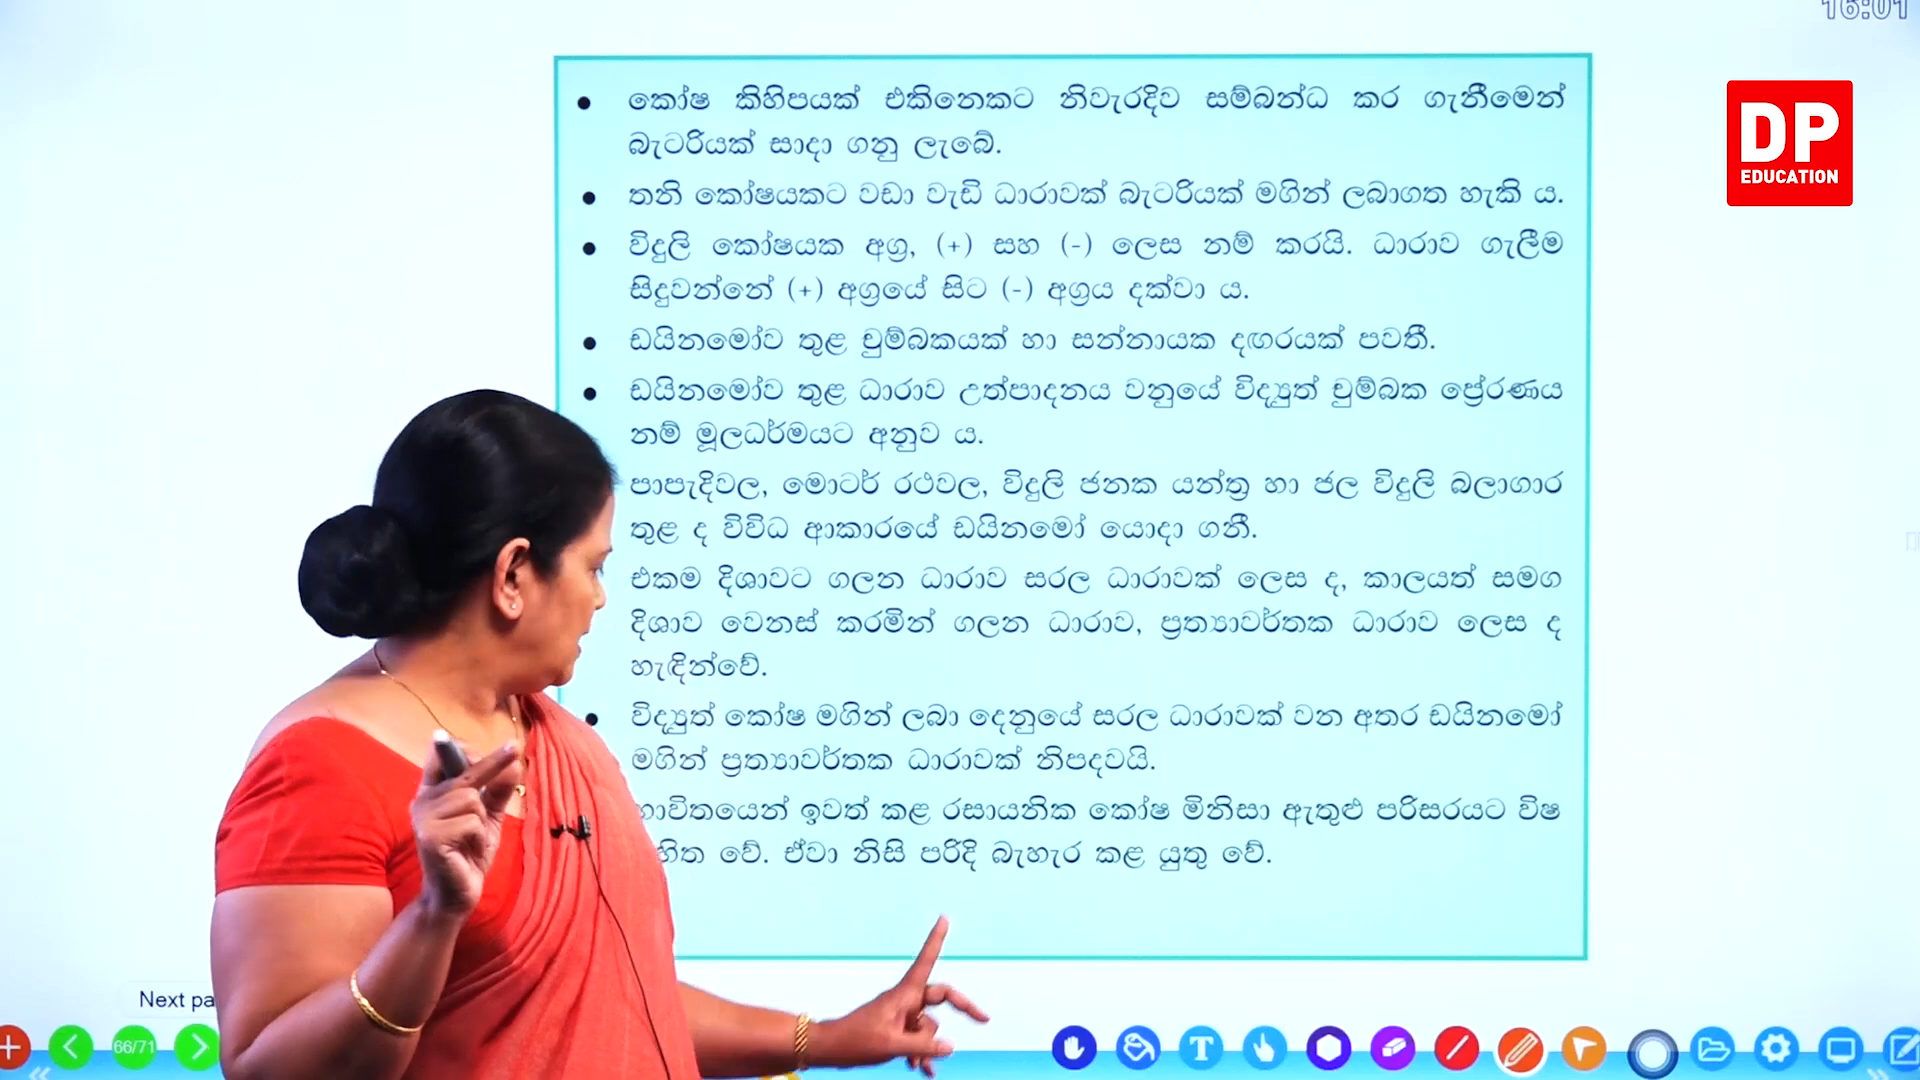 16:01
DP
EDUCATION
● කෝෂ කිහිපයක් එකිනෙකට නිවැරදිව සම්බන්ධ කර ගැනීමෙන්
බැටරියක් සාදා ගනු ලැබේ.
● තනි කෝෂයකට වඩා වැඩි ධාරාවක් බැටරියක් මගින් ලබාගත හැකි ය.
● විදුලි කෝෂයක අග්‍ර, (+) සහ (-) ලෙස නම් කරයි. ධාරාව ගැලීම
සිදුවන්නේ (+) අග්‍රයේ සිට (-) අග්‍රය දක්වා ය.
● ඩයිනමෝව තුළ චුම්බකයක් හා සන්නායක දඟරයක් පවතී.
● ඩයිනමෝව තුළ ධාරාව උත්පාදනය වනුයේ විද්‍යුත් චුම්බක ප්‍රේරණය
නම් මූලධර්මයට අනුව ය.
පාපැදිවල, මොටර් රථවල, විදුලි ජනක යන්ත්‍ර හා ජල විදුලි බලාගාර
තුළ ද විවිධ ආකාරයේ ඩයිනමෝ යොදා ගනී.
එකම දිශාවට ගලන ධාරාව සරල ධාරාවක් ලෙස ද, කාලයත් සමග
දිශාව වෙනස් කරමින් ගලන ධාරාව, ප්‍රත්‍යාවර්තක ධාරාව ලෙස ද
හැඳින්වේ.
● විද්‍යුත් කෝෂ මගින් ලබා දෙනුයේ සරල ධාරාවක් වන අතර ඩයිනමෝ
මගින් ප්‍රත්‍යාවර්තක ධාරාවක් නිපදවයි.
ඉවත් කළ රසායනික කෝෂ මිනිසා ඇතුළු පරිසරයට විෂ
වේ. ඒවා නිසි පරිදි බැහැර කළ යුතු වේ.
Next pa
66/71